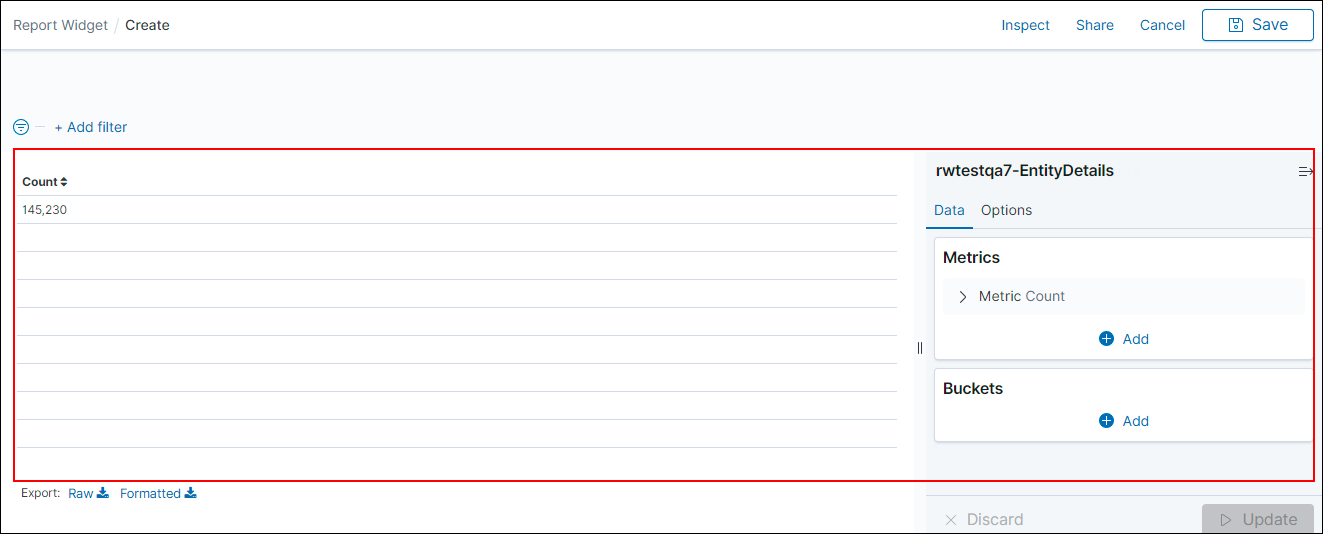 Report Widget / Create
Inspect Share Cancel Save
+ Add filter
Count
145,230
Export: Raw Formatted
rwtestqa7-EntityDetails
Data Options
Metrics
Metric Count
Add
Buckets
Add
Discard
Update